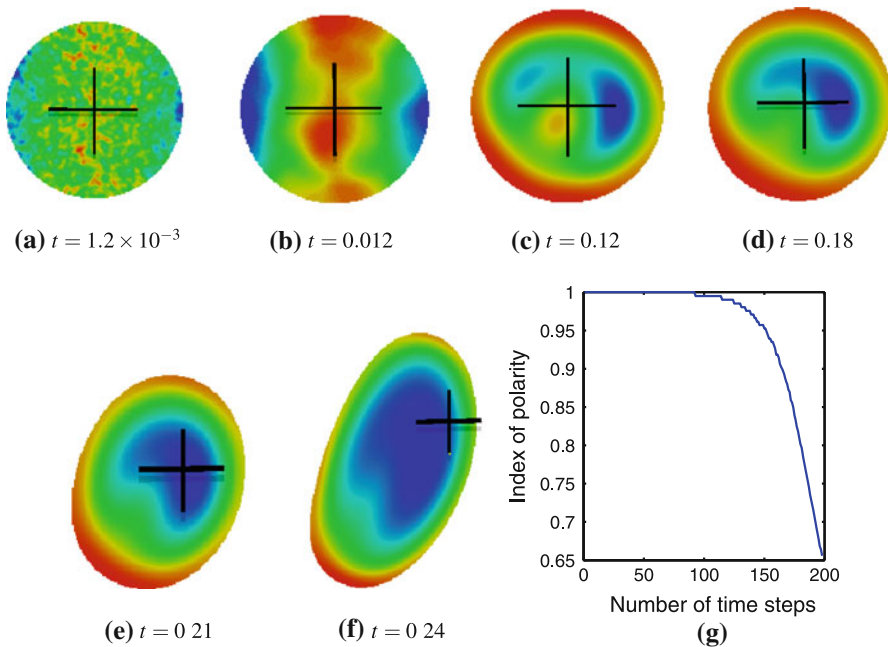 (a) t = 1.2 × 10⁻³
(b) t = 0.012
(c) t = 0.12
(d) t = 0.18
(e) t = 0 21
(f) t = 0 24
1
0.95
0.9
0.85
0.8
0.75
0.7
0.65
Index of polarity
0 50 100 150 200
Number of time steps
(g)